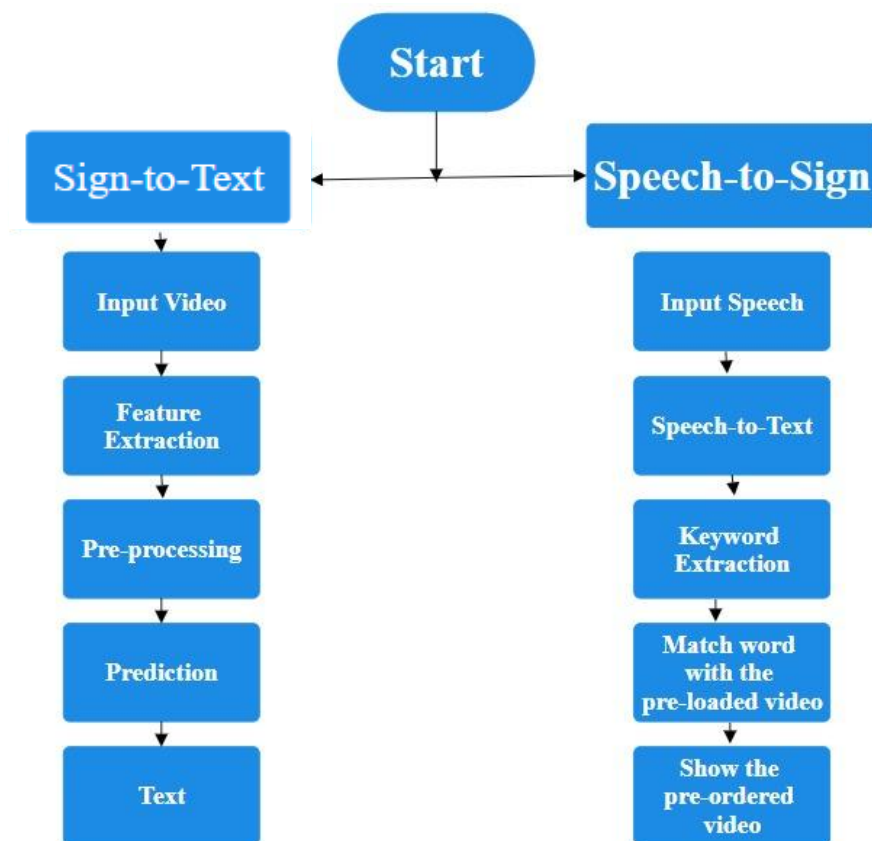 Start
Sign-to-Text
Speech-to-Sign
Input Video
Feature
Extraction
Pre-processing
Prediction
Text
Input Speech
Speech-to-Text
Keyword
Extraction
Match word
with the
pre-loaded video
Show the
pre-ordered
video